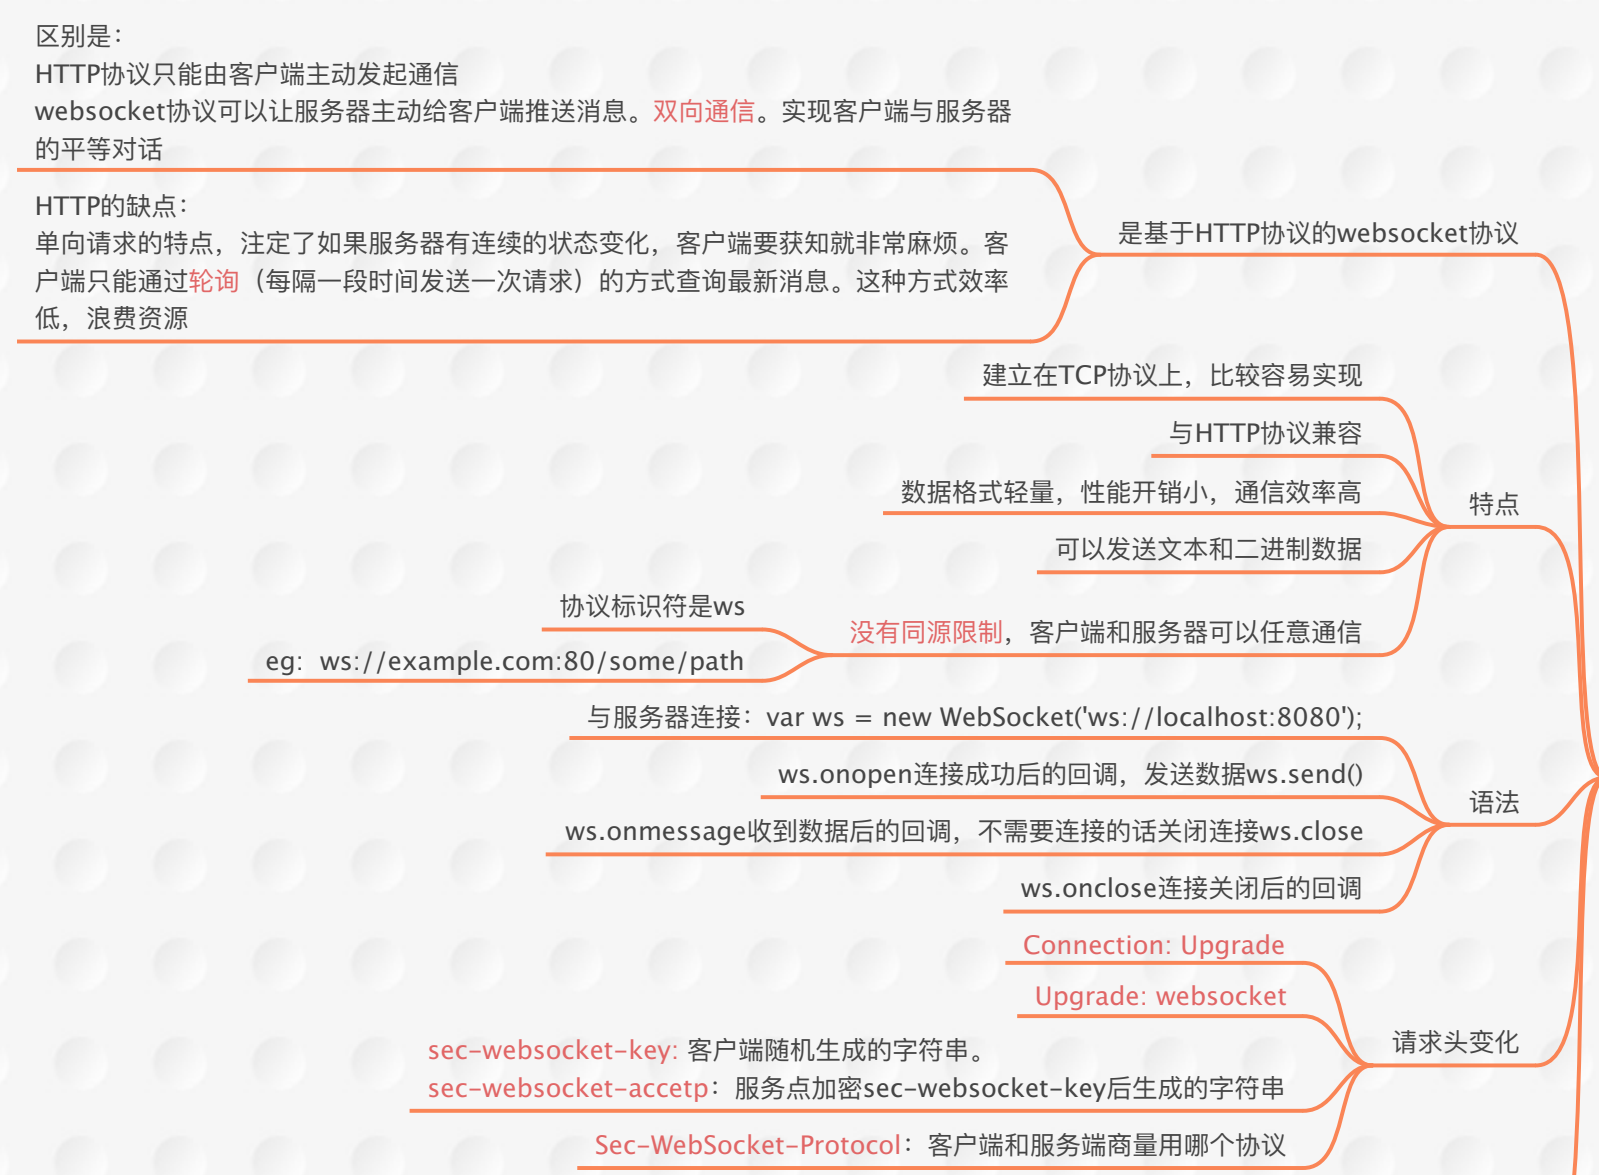 区别是：
HTTP协议只能由客户端主动发起通信
websocket协议可以让服务器主动给客户端推送消息。双向通信。实现客户端与服务器
的平等对话
HTTP的缺点：
单向请求的特点，注定了如果服务器有连续的状态变化，客户端要获知就非常麻烦。客
户端只能通过轮询（每隔一段时间发送一次请求）的方式查询最新消息。这种方式效率
低，浪费资源
是基于HTTP协议的websocket协议
建立在TCP协议上，比较容易实现
与HTTP协议兼容
数据格式轻量，性能开销小，通信效率高
可以发送文本和二进制数据
协议标识符是ws
eg: ws://example.com:80/some/path
没有同源限制，客户端和服务器可以任意通信
特点
与服务器连接：var ws = new WebSocket('ws://localhost:8080');
ws.onopen连接成功后的回调，发送数据ws.send()
ws.onmessage收到数据后的回调，不需要连接的话关闭连接ws.close
ws.onclose连接关闭后的回调
语法
Connection: Upgrade
Upgrade: websocket
sec-websocket-key: 客户端随机生成的字符串。
sec-websocket-accetp：服务点加密sec-websocket-key后生成的字符串
Sec-WebSocket-Protocol：客户端和服务端商量用哪个协议
请求头变化